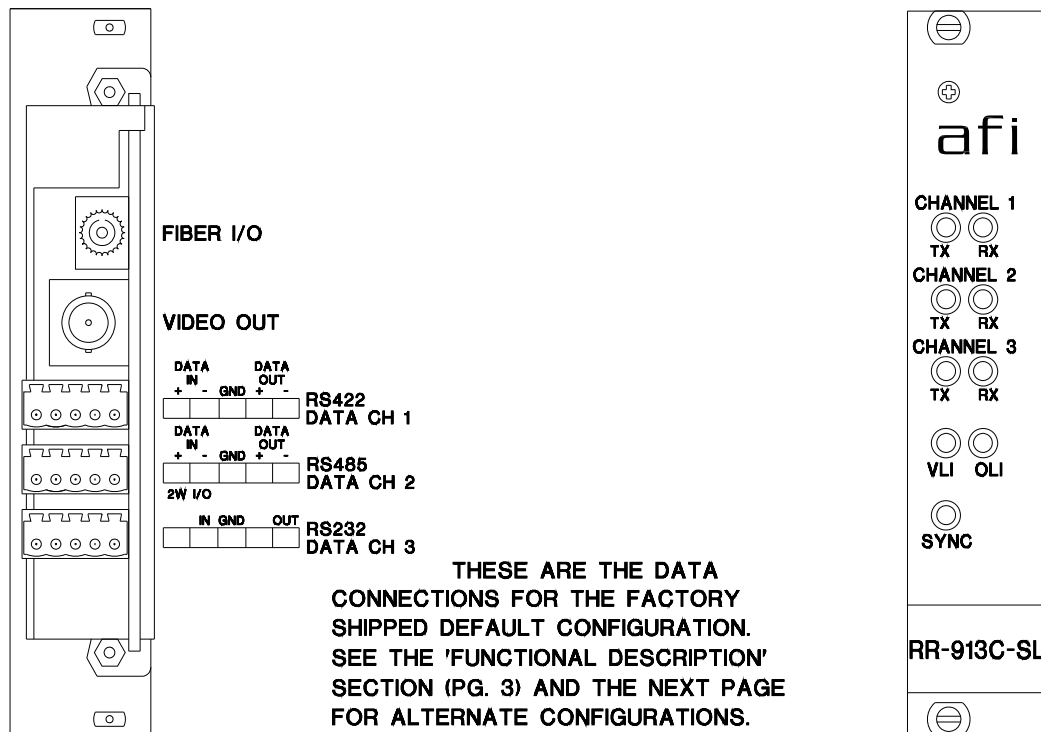 FIBER I/O
VIDEO OUT
DATA IN DATA OUT
+ - GND + -
RS422
DATA CH 1
DATA IN DATA OUT
+ - GND + -
RS485
DATA CH 2
2W I/O
IN GND OUT
RS232
DATA CH 3
THESE ARE THE DATA
CONNECTIONS FOR THE FACTORY
SHIPPED DEFAULT CONFIGURATION.
SEE THE 'FUNCTIONAL DESCRIPTION'
SECTION (PG. 3) AND THE NEXT PAGE
FOR ALTERNATE CONFIGURATIONS.
afi
CHANNEL 1
TX RX
CHANNEL 2
TX RX
CHANNEL 3
TX RX
VLI OLI
SYNC
RR-913C-SL